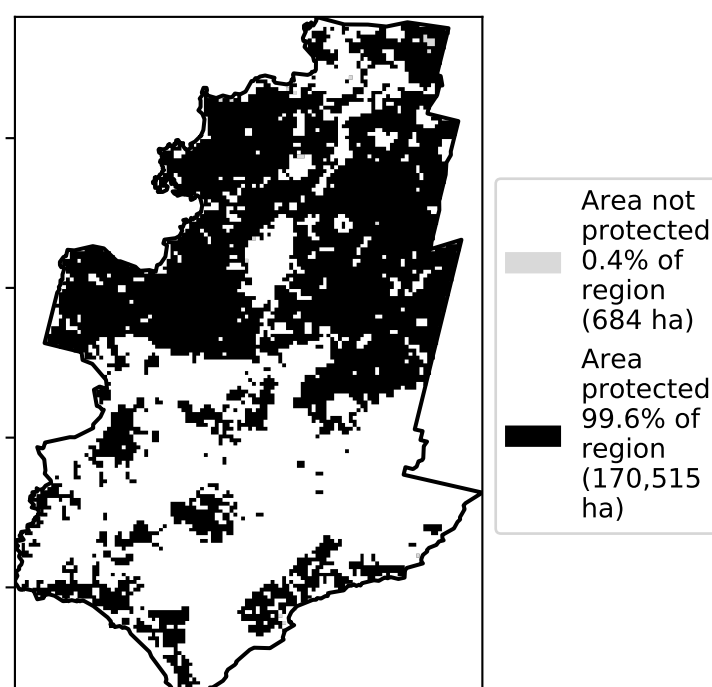 Area not
protected
0.4% of
region
(684 ha)
Area
protected
99.6% of
region
(170,515
ha)